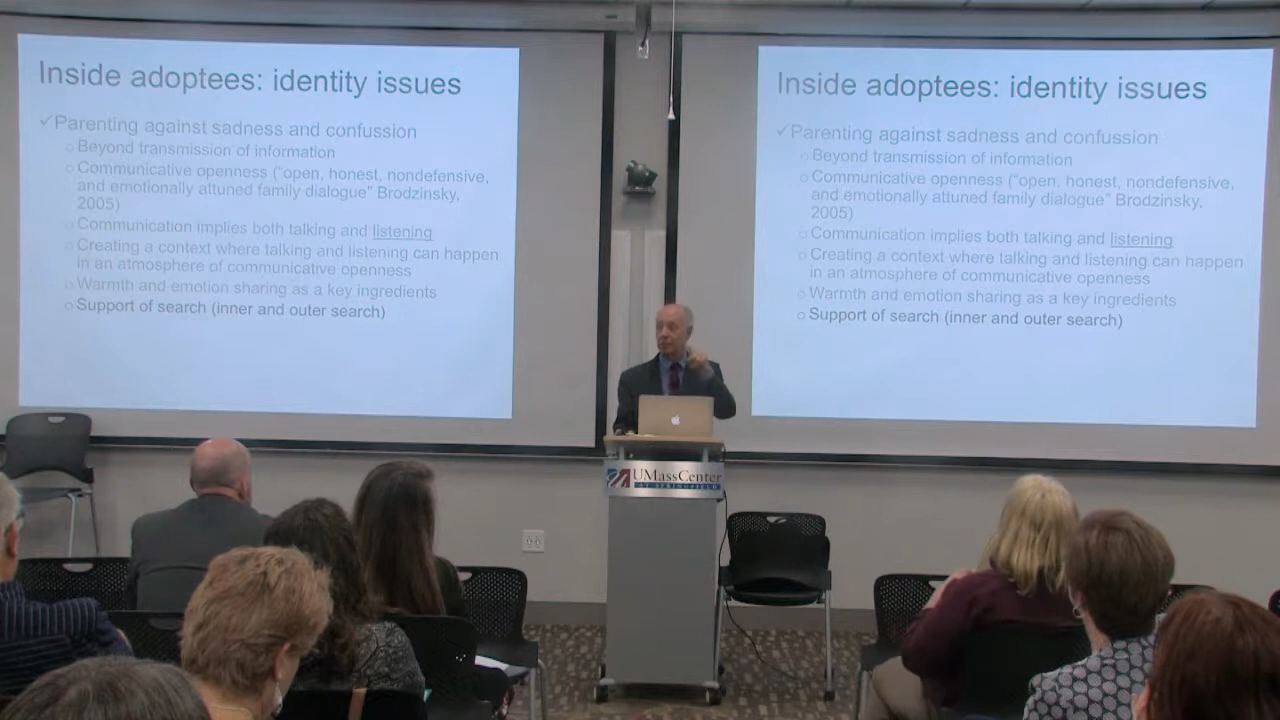 Inside adoptees: identity issues
✓Parenting against sadness and confussion
○Beyond transmission of information
○Communicative openness (“open, honest, nondefensive,
and emotionally attuned family dialogue” Brodzinsky,
2005)
○Communication implies both talking and listening
○Creating a context where talking and listening can happen
in an atmosphere of communicative openness
○Warmth and emotion sharing as a key ingredients
○Support of search (inner and outer search)
Inside adoptees: identity issues
✓Parenting against sadness and confussion
○Beyond transmission of information
○Communicative openness (“open, honest, nondefensive,
and emotionally attuned family dialogue” Brodzinsky,
2005)
○Communication implies both talking and listening
○Creating a context where talking and listening can happen
in an atmosphere of communicative openness
○Warmth and emotion sharing as a key ingredients
○Support of search (inner and outer search)
UMassCenter
AT SPRINGFIELD